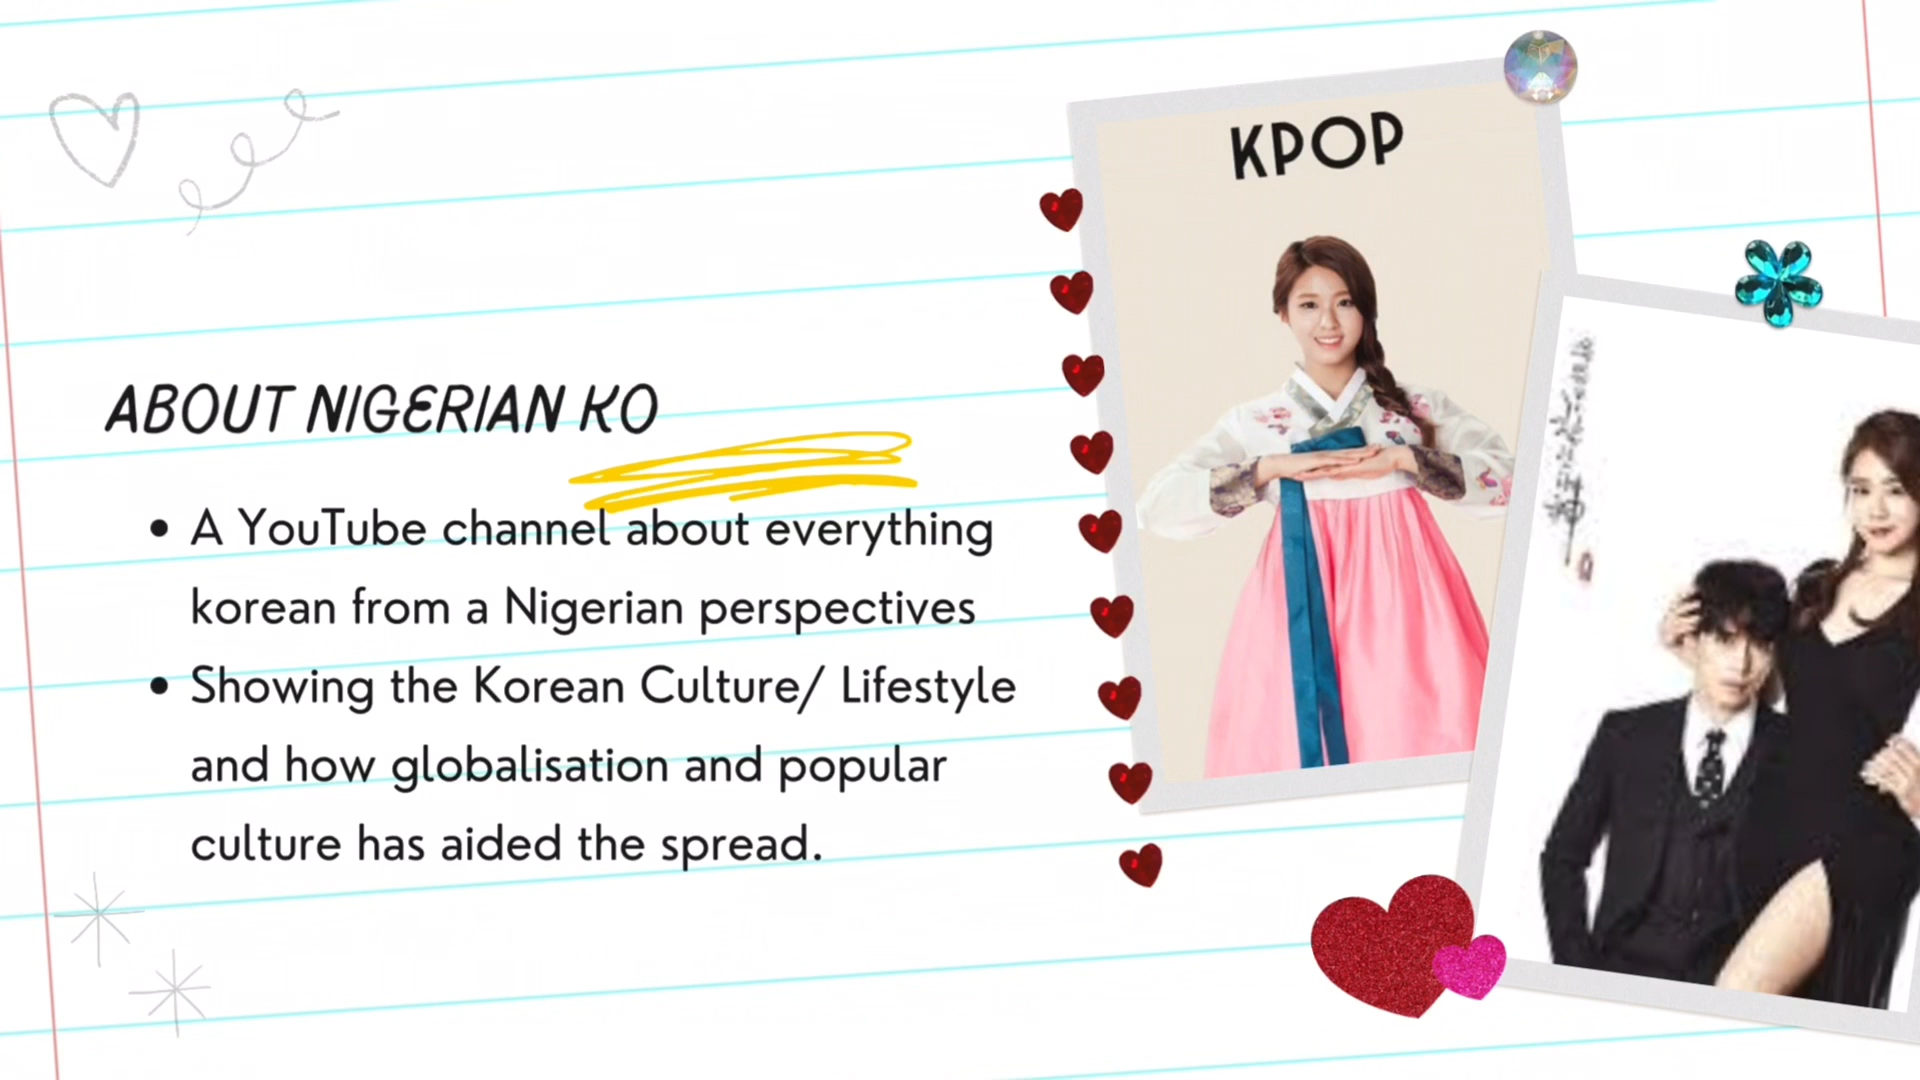 KPOP
ABOUT NIGERIAN KO
• A YouTube channel about everything
korean from a Nigerian perspectives
• Showing the Korean Culture/ Lifestyle
and how globalisation and popular
culture has aided the spread.